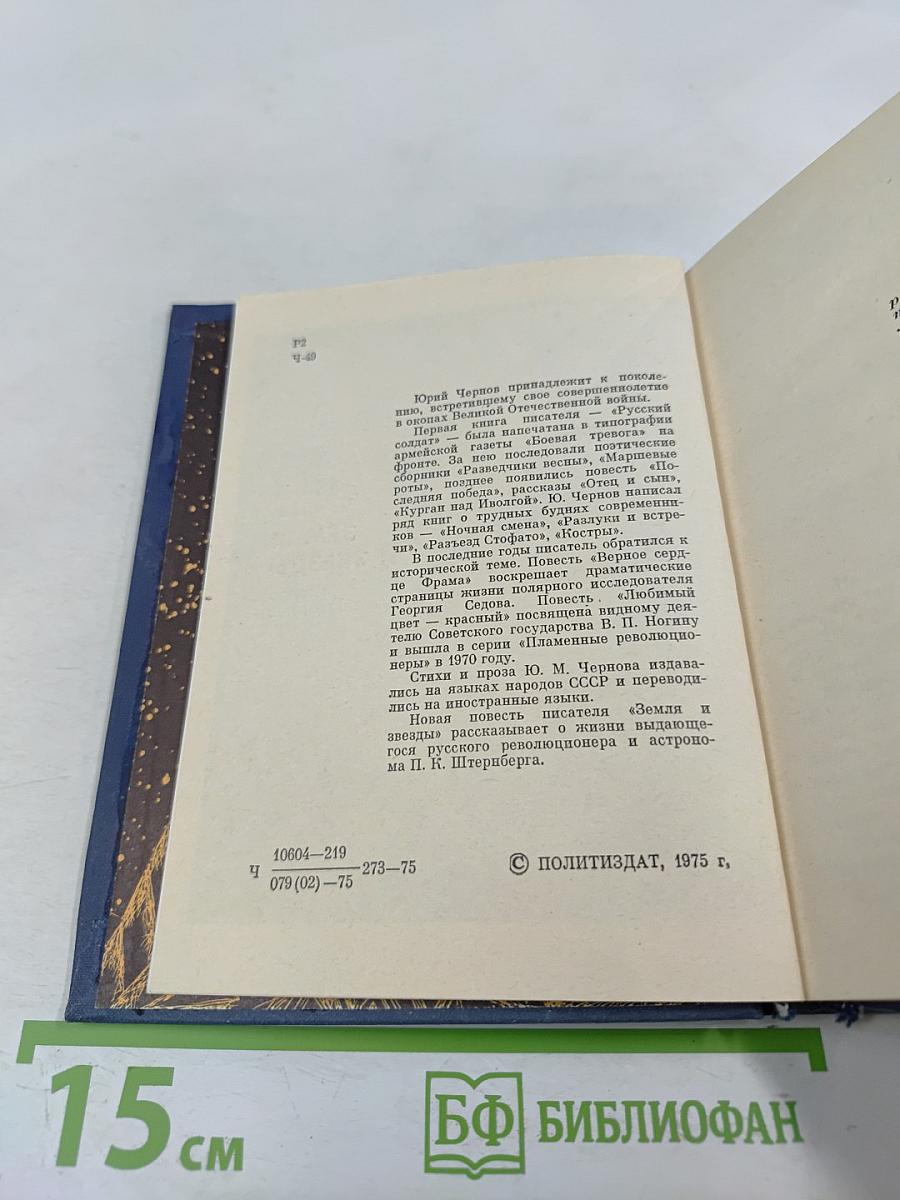 Р2
Ч-49
Юрий Чернов принадлежит к поколе-
нию, встретившему свое совершеннолетие
в окопах Великой Отечественной войны.
Первая книга писателя — «Русский
солдат» — была напечатана в типографии
армейской газеты «Боевая тревога» на
фронте. За нею последовали поэтические
сборники «Разведчики весны», «Маршевые
роты», позднее появились повесть «По-
следняя победа», рассказы «Отец и сын»,
«Курган над Иволгой». Ю. Чернов написал
ряд книг о трудных буднях современни-
ков — «Ночная смена», «Разлуки и встре-
чи», «Разъезд Стофато», «Костры».
В последние годы писатель обратился к
исторической теме. Повесть «Верное серд-
це Фрама» воскрешает драматические
страницы жизни полярного исследователя
Георгия Седова. Повесть «Любимый
цвет — красный» посвящена видному дея-
телю Советского государства В. П. Ногину
и вышла в серии «Пламенные революцио-
неры» в 1970 году.
Стихи и проза Ю. М. Чернова издава-
лись на языках народов СССР и переводи-
лись на иностранные языки.
Новая повесть писателя «Земля и
звезды» рассказывает о жизни выдающе-
гося русского революционера и астроно-
ма П. К. Штернберга.
10604—219
Ч 273—75
079(02)—75
© ПОЛИТИЗДАТ, 1975 г,
15 см
БФ БИБЛИОФАН